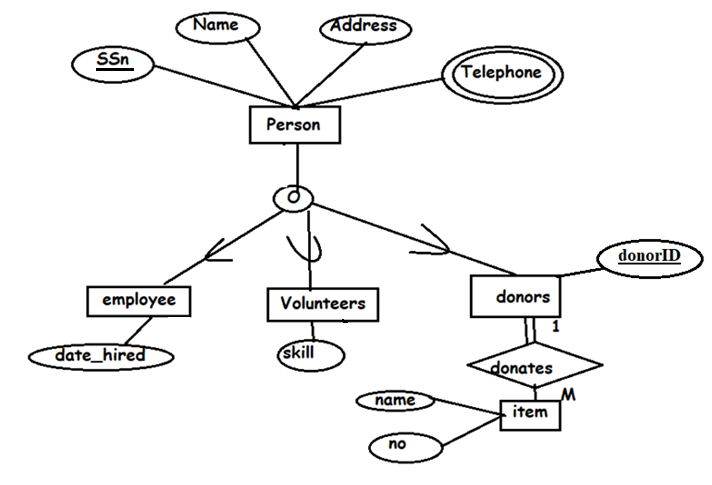 Name
Address
SSn
Telephone
Person
O
donorID
employee
Volunteers
donors
1
date_hired
skill
donates
M
name
item
no